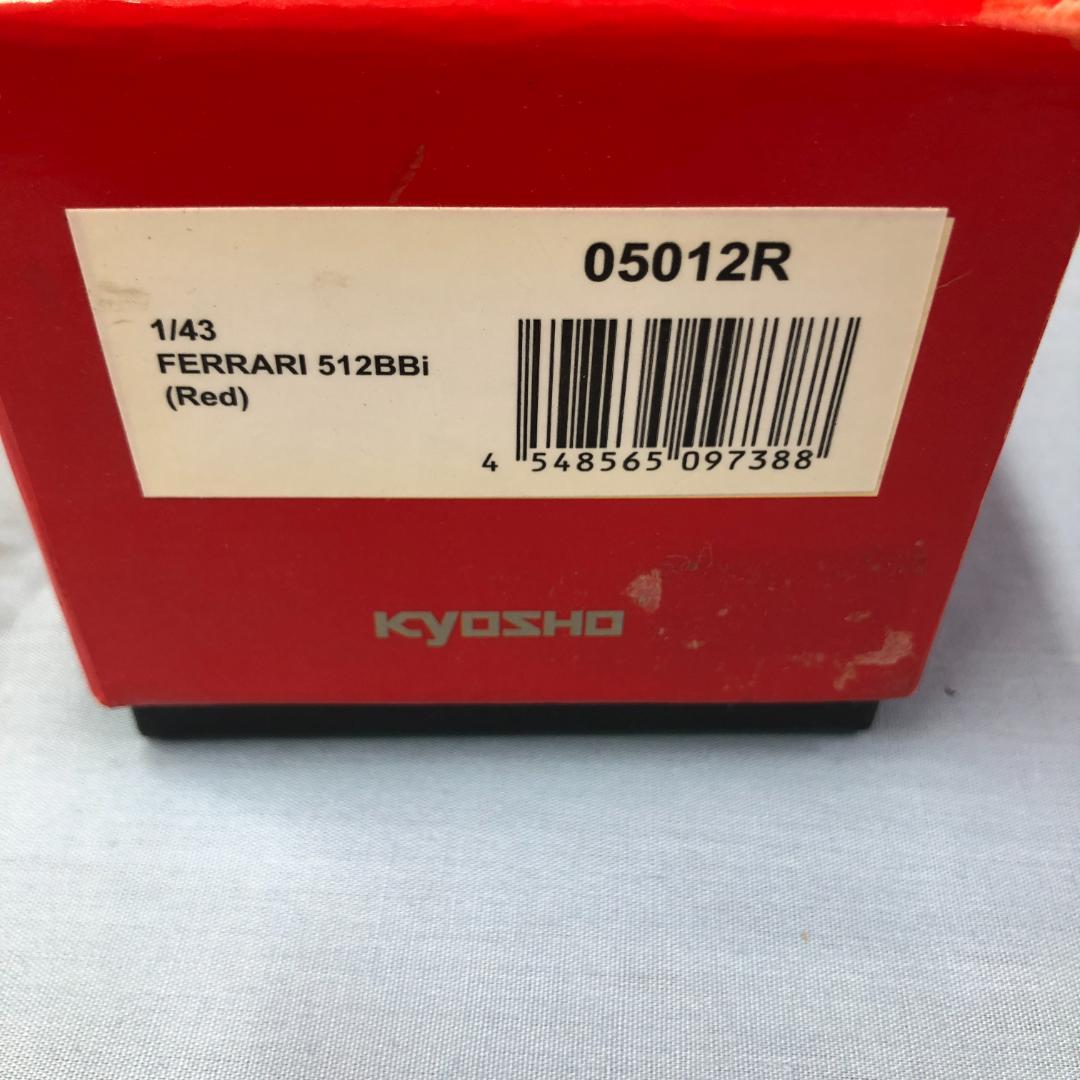 05012R
1/43
FERRARI 512BBi
(Red)
4 548565 097388
KYOSHO